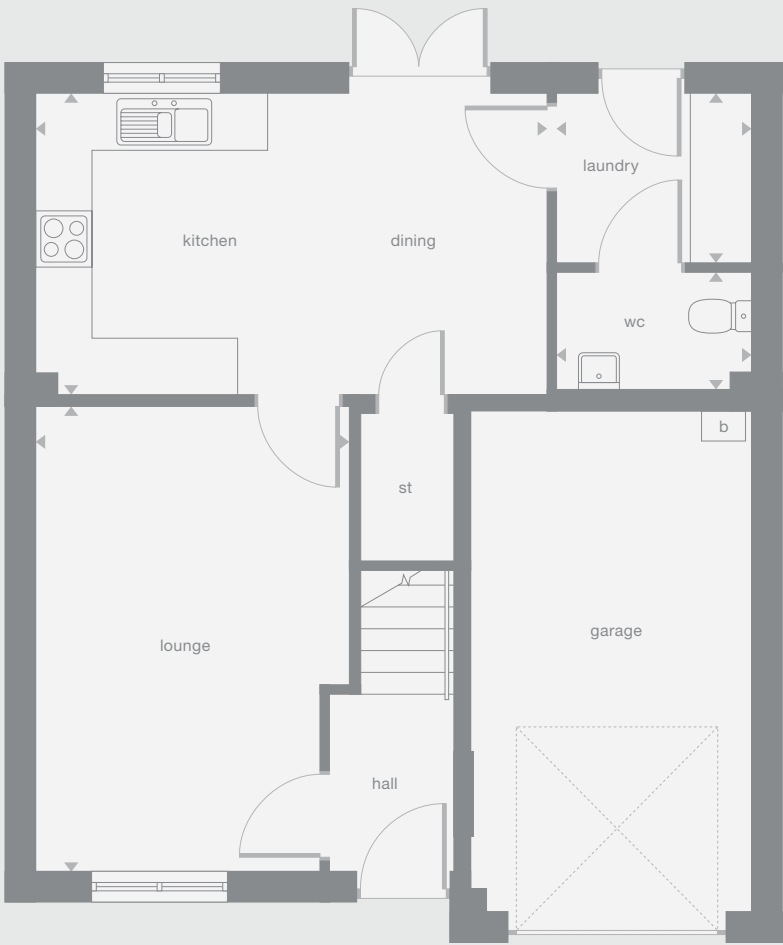 laundry
kitchen
dining
wc
b
st
garage
lounge
hall